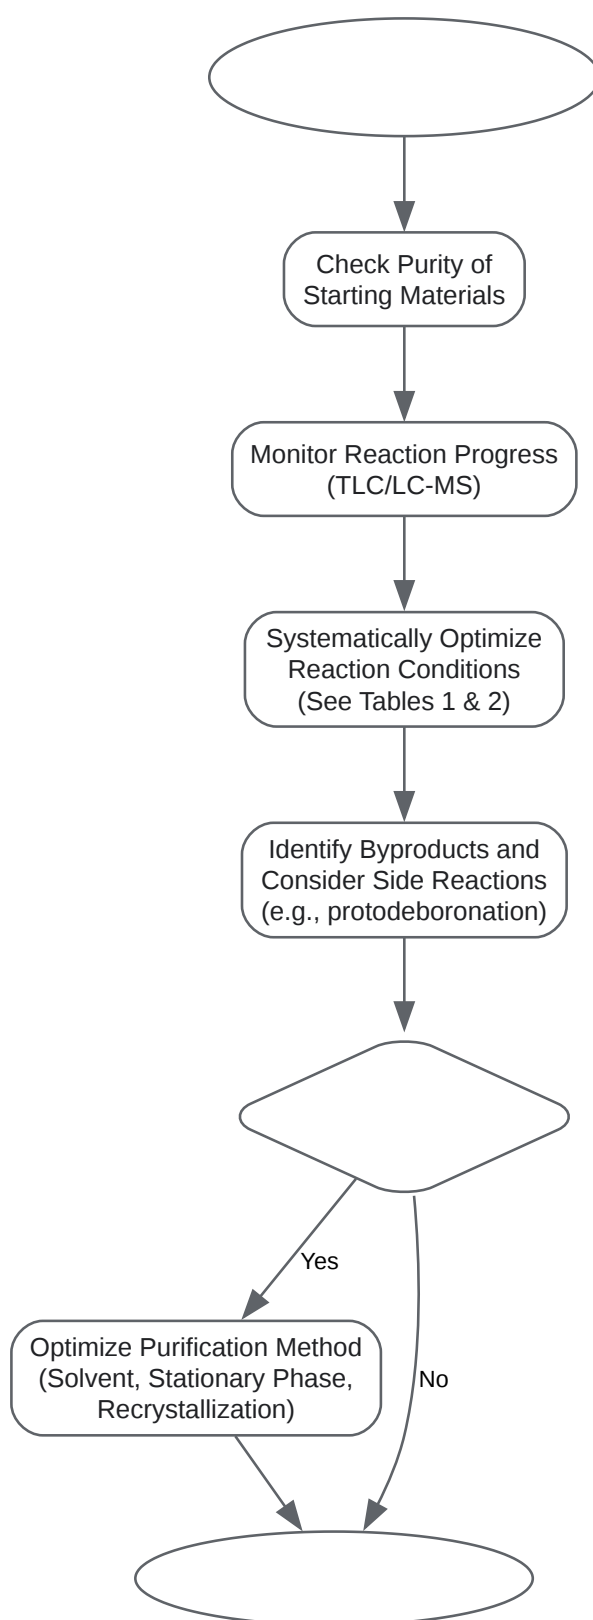 Check Purity of
Starting Materials
Monitor Reaction Progress
(TLC/LC-MS)
Systematically Optimize
Reaction Conditions
(See Tables 1 & 2)
Identify Byproducts and
Consider Side Reactions
(e.g., protodeboronation)
Yes
Optimize Purification Method
(Solvent, Stationary Phase,
Recrystallization)
No